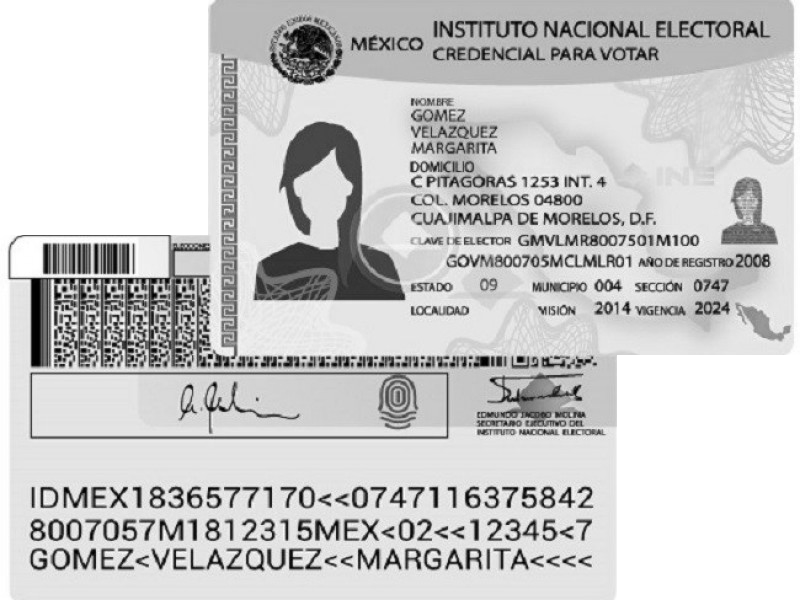 MÉXICO INSTITUTO NACIONAL ELECTORAL
CREDENCIAL PARA VOTAR
NOMBRE
GOMEZ
VELAZQUEZ
MARGARITA
DOMICILIO
C PITAGORAS 1253 INT. 4
COL. MORELOS 04800
CUAJIMALPA DE MORELOS, D.F.
INE
CLAVE DE ELECTOR GMVLMR8007501M100
GOVM800705MCLMLR01 AÑO DE REGISTRO 2008
ESTADO 09 MUNICIPIO 004 SECCIÓN 0747
LOCALIDAD MISIÓN 2014 VIGENCIA 2024
EDMUNDO JACOBO MOLINA
SECRETARIO EJECUTIVO DEL
INSTITUTO NACIONAL ELECTORAL
IDMEX1836577170<<0747116375842
8007057M1812315MEX<02<<12345<7
GOMEZ<VELAZQUEZ<<MARGARITA<<<<